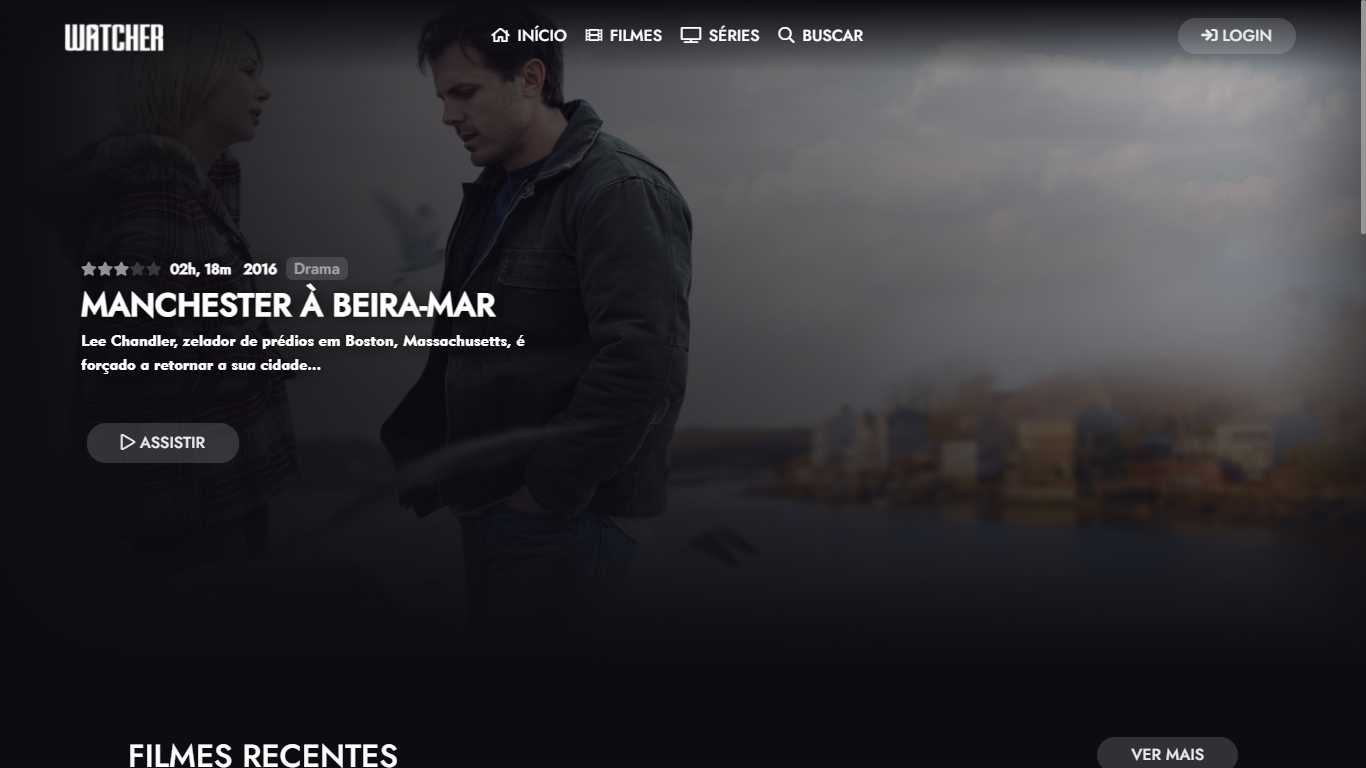 WATCHER
INÍCIO FILMES SÉRIES BUSCAR
LOGIN
02h, 18m 2016 Drama
MANCHESTER À BEIRA-MAR
Lee Chandler, zelador de prédios em Boston, Massachusetts, é
forçado a retornar a sua cidade...
ASSISTIR
FILMES RECENTES
VER MAIS